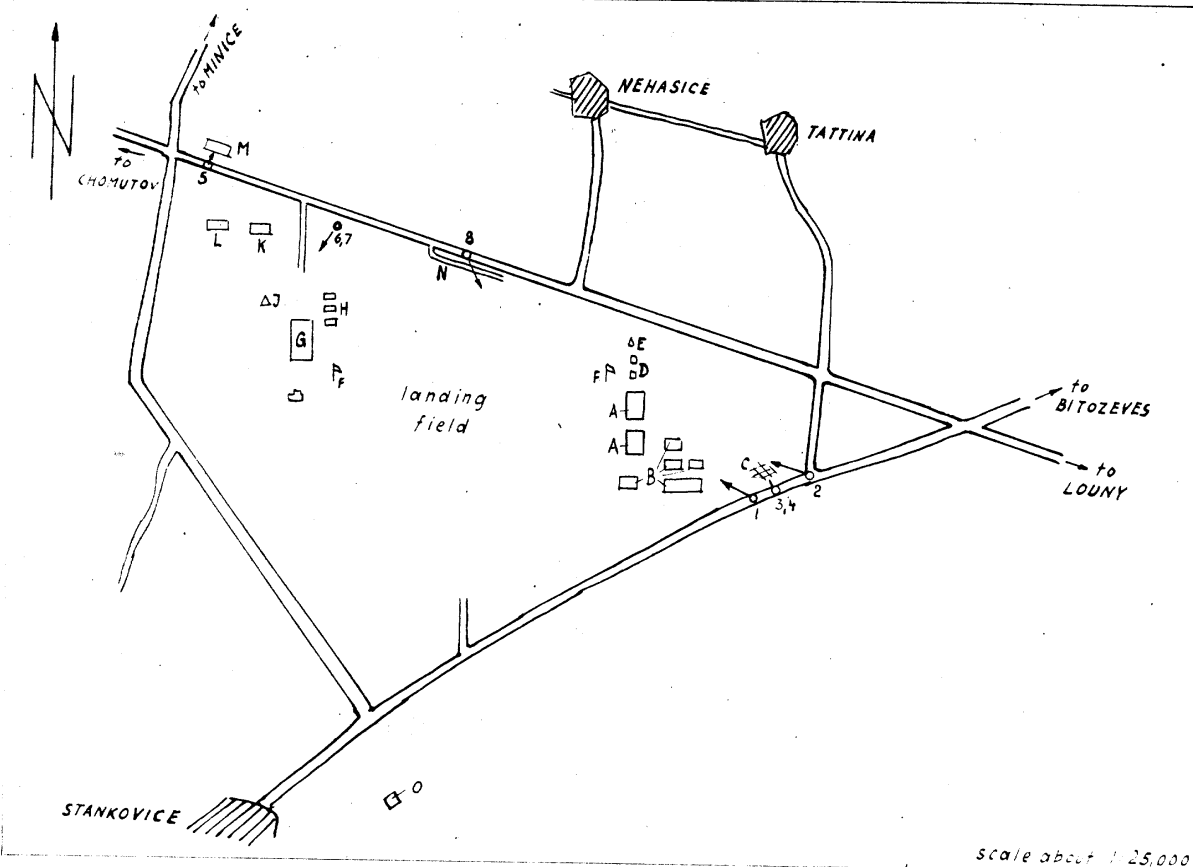 N
to MINICE
NEHASICE
TATTINA
M
to
CHOMUTOV
S
L
K
6,7
8
N
J
H
G
F
E
F
D
A
A
landing
field
B
C
to
BITOZEVES
to
LOUNY
1
3,4
2
STANKOVICE
O
scale about 1:25,000